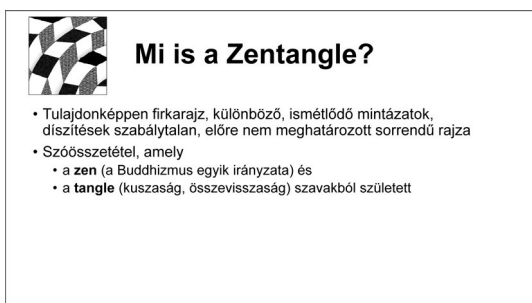 Mi is a Zentangle?
• Tulajdonképpen firkarajz, különböző, ismétlődő mintázatok,
díszítések szabálytalan, előre nem meghatározott sorrendű rajza
• Szóösszetétel, amely
• a zen (a Buddhizmus egyik irányzata) és
• a tangle (kuszaság, összevisszaság) szavakból született